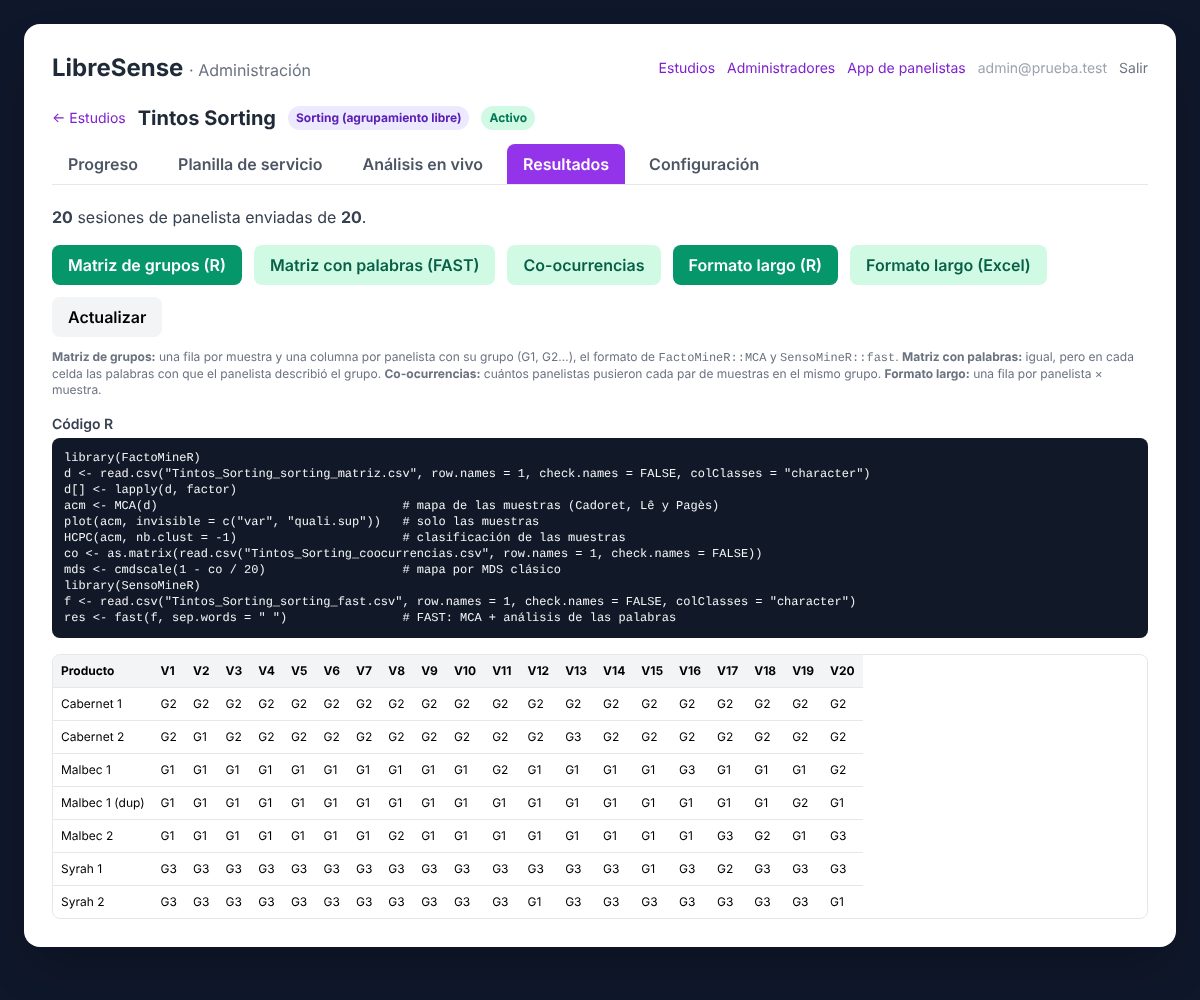 LibreSense · Administración
Estudios Administradores App de panelistas admin@prueba.test Salir
← Estudios Tintos Sorting Sorting (agrupamiento libre) Activo
Progreso Planilla de servicio Análisis en vivo Resultados Configuración
20 sesiones de panelista enviadas de 20.
Matriz de grupos (R) Matriz con palabras (FAST) Co-ocurrencias Formato largo (R) Formato largo (Excel)
Actualizar
Matriz de grupos: una fila por muestra y una columna por panelista con su grupo (G1, G2…), el formato de FactoMineR::MCA y SensoMineR::fast. Matriz con palabras: igual, pero en cada
celda las palabras con que el panelista describió el grupo. Co-ocurrencias: cuántos panelistas pusieron cada par de muestras en el mismo grupo. Formato largo: una fila por panelista ×
muestra.
Código R
library(FactoMineR)
d <- read.csv("Tintos_Sorting_sorting_matriz.csv", row.names = 1, check.names = FALSE, colClasses = "character")
d[] <- lapply(d, factor)
acm <- MCA(d) # mapa de las muestras (Cadoret, Lê y Pagès)
plot(acm, invisible = c("var", "quali.sup")) # solo las muestras
HCPC(acm, nb.clust = -1) # clasificación de las muestras
co <- as.matrix(read.csv("Tintos_Sorting_coocurrencias.csv", row.names = 1, check.names = FALSE))
mds <- cmdscale(1 - co / 20) # mapa por MDS clásico
library(SensoMineR)
f <- read.csv("Tintos_Sorting_sorting_fast.csv", row.names = 1, check.names = FALSE, colClasses = "character")
res <- fast(f, sep.words = " ") # FAST: MCA + análisis de las palabras
Producto V1 V2 V3 V4 V5 V6 V7 V8 V9 V10 V11 V12 V13 V14 V15 V16 V17 V18 V19 V20
Cabernet 1 G2 G2 G2 G2 G2 G2 G2 G2 G2 G2 G2 G2 G2 G2 G2 G2 G2 G2 G2 G2
Cabernet 2 G2 G1 G2 G2 G2 G2 G2 G2 G2 G2 G2 G2 G3 G2 G2 G2 G2 G2 G2 G2
Malbec 1 G1 G1 G1 G1 G1 G1 G1 G1 G1 G1 G2 G1 G1 G1 G1 G3 G1 G1 G1 G2
Malbec 1 (dup) G1 G1 G1 G1 G1 G1 G1 G1 G1 G1 G1 G1 G1 G1 G1 G1 G1 G1 G2 G1
Malbec 2 G1 G1 G1 G1 G1 G1 G1 G2 G1 G1 G1 G1 G1 G1 G1 G1 G3 G2 G1 G3
Syrah 1 G3 G3 G3 G3 G3 G3 G3 G3 G3 G3 G3 G3 G3 G3 G1 G3 G2 G3 G3 G3
Syrah 2 G3 G3 G3 G3 G3 G3 G3 G3 G3 G3 G3 G1 G3 G3 G3 G3 G3 G3 G3 G1